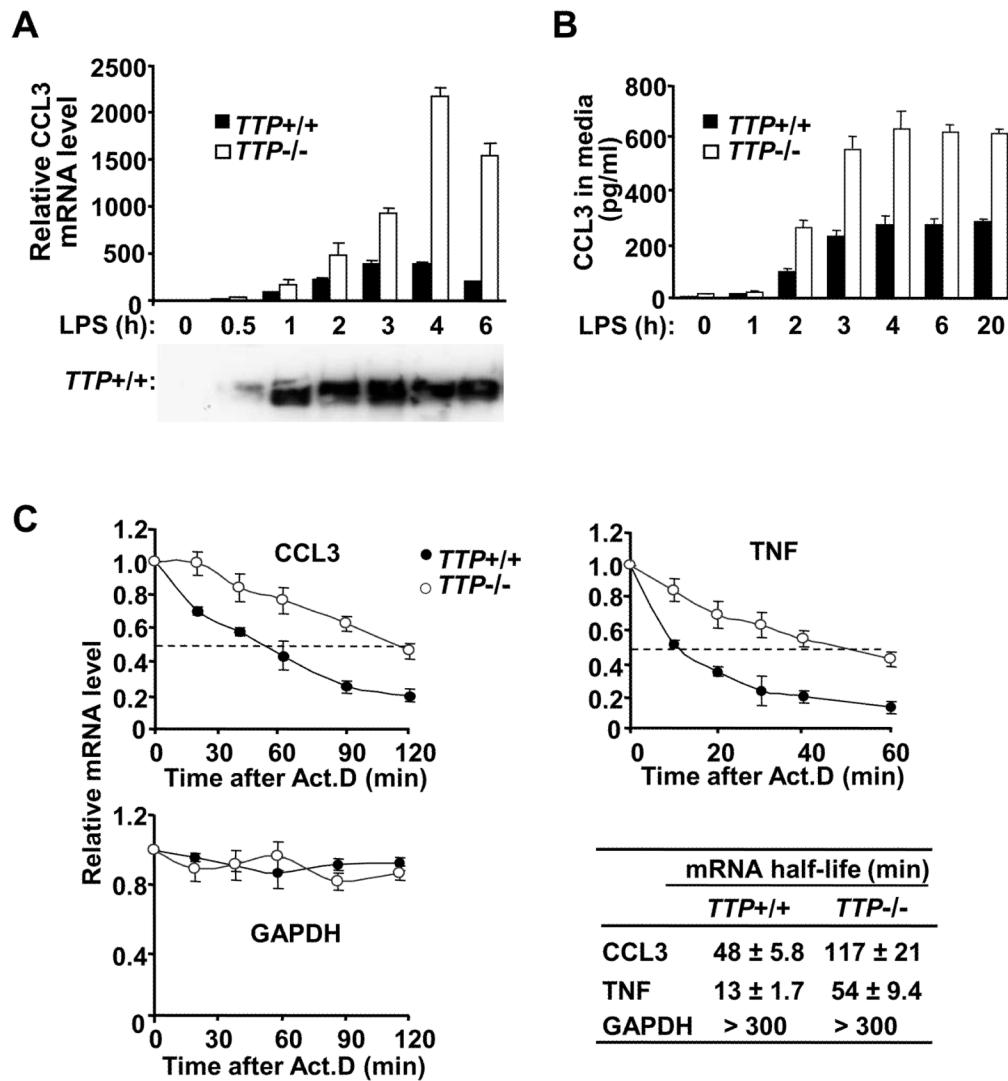 A
Relative CCL3
mRNA level
2500
2000
1500
1000
500
0
TTP+/+
TTP-/-
LPS (h): 0 0.5 1 2 3 4 6
TTP+/+:
B
CCL3 in media
(pg/ml)
800
600
400
200
0
TTP+/+
TTP-/-
LPS (h): 0 1 2 3 4 6 20
C
Relative mRNA level
1.2
1.0
0.8
0.6
0.4
0.2
0
CCL3
TTP+/+
TTP-/-
0 30 60 90 120
Time after Act.D (min)
1.2
1.0
0.8
0.6
0.4
0.2
0
TNF
0 20 40 60
Time after Act.D (min)
1.2
0.8
0.4
0
GAPDH
0 30 60 90 120
Time after Act.D (min)
mRNA half-life (min)
TTP+/+ TTP-/-
CCL3 48 ± 5.8 117 ± 21
TNF 13 ± 1.7 54 ± 9.4
GAPDH > 300 > 300